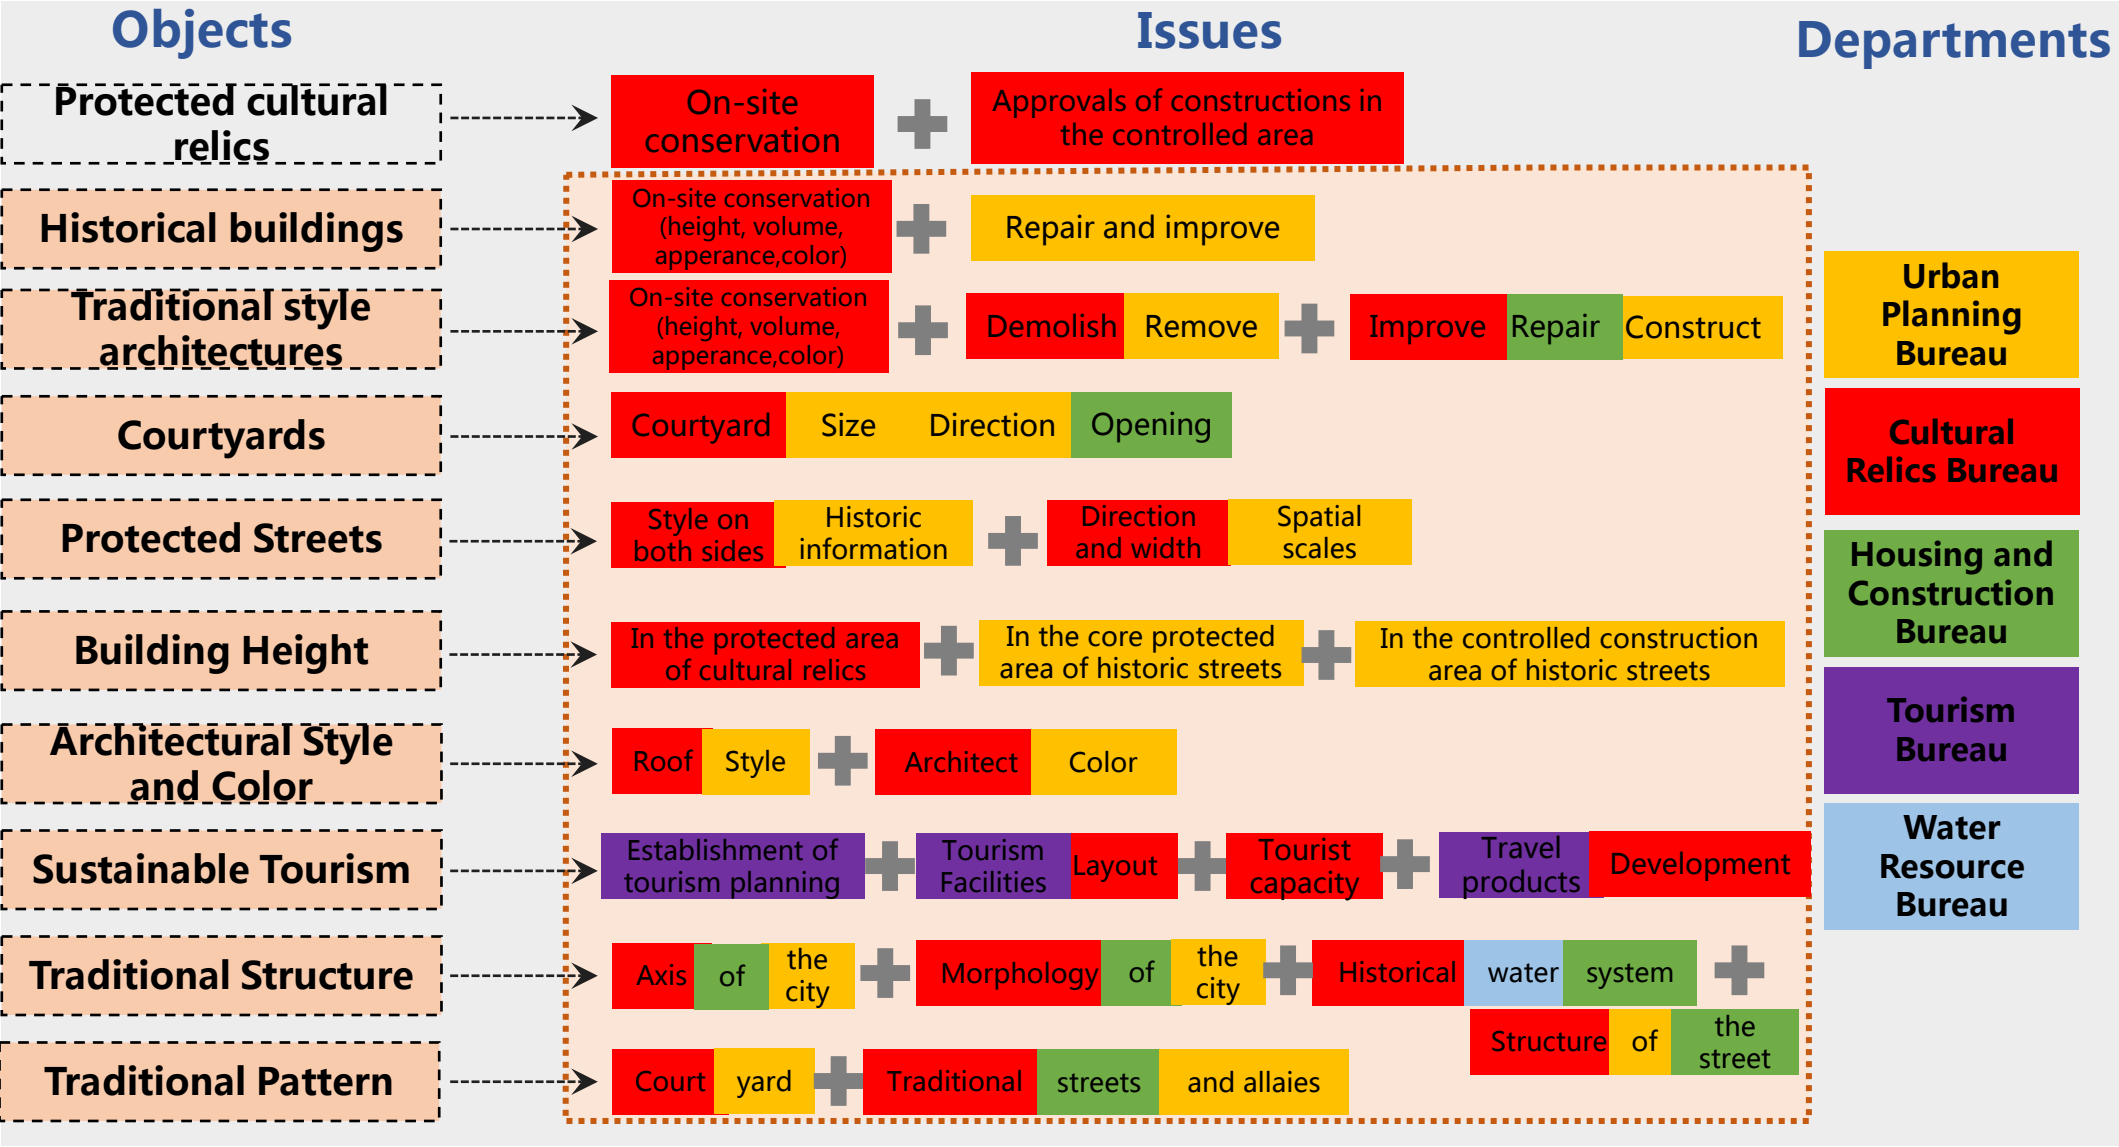 Objects
Issues
Departments
Protected cultural
relics
On-site
conservation
Approvals of constructions in
the controlled area
Historical buildings
On-site conservation
(height, volume,
apperance,color)
Repair and improve
Traditional style
architectures
On-site conservation
(height, volume,
apperance,color)
Demolish
Remove
Improve
Repair
Construct
Courtyards
Courtyard
Size
Direction
Opening
Protected Streets
Style on
both sides
Historic
information
Direction
and width
Spatial
scales
Building Height
In the protected area
of cultural relics
In the core protected
area of historic streets
In the controlled construction
area of historic streets
Architectural Style
and Color
Roof
Style
Architect
Color
Sustainable Tourism
Establishment of
tourism planning
Tourism
Facilities
Layout
Tourist
capacity
Travel
products
Development
Traditional Structure
Axis
of
the
city
Morphology
of
the
city
Historical
water
system
Structure
of
the
street
Traditional Pattern
Court
yard
Traditional
streets
and allaies
Urban
Planning
Bureau
Cultural
Relics Bureau
Housing and
Construction
Bureau
Tourism
Bureau
Water
Resource
Bureau